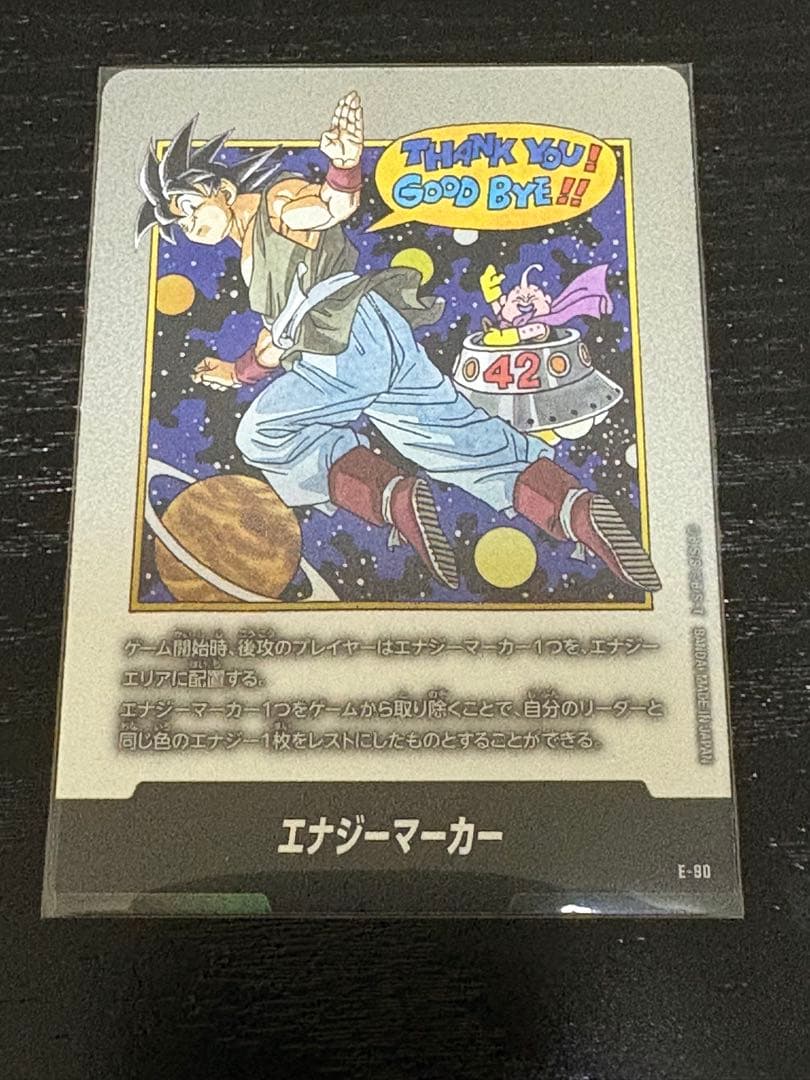 THANK YOU!
GOOD BYE!!
42
ゲーム開始時、後攻のプレイヤーはエナジーマーカー1つを、エナジー
エリアに配置する。
エナジーマーカー1つをゲームから取り除くことで、自分のリーダーと
同じ色のエナジー1枚をレストにしたものとすることができる。
BANDAI MADE IN JAPAN
エナジーマーカー
E-90